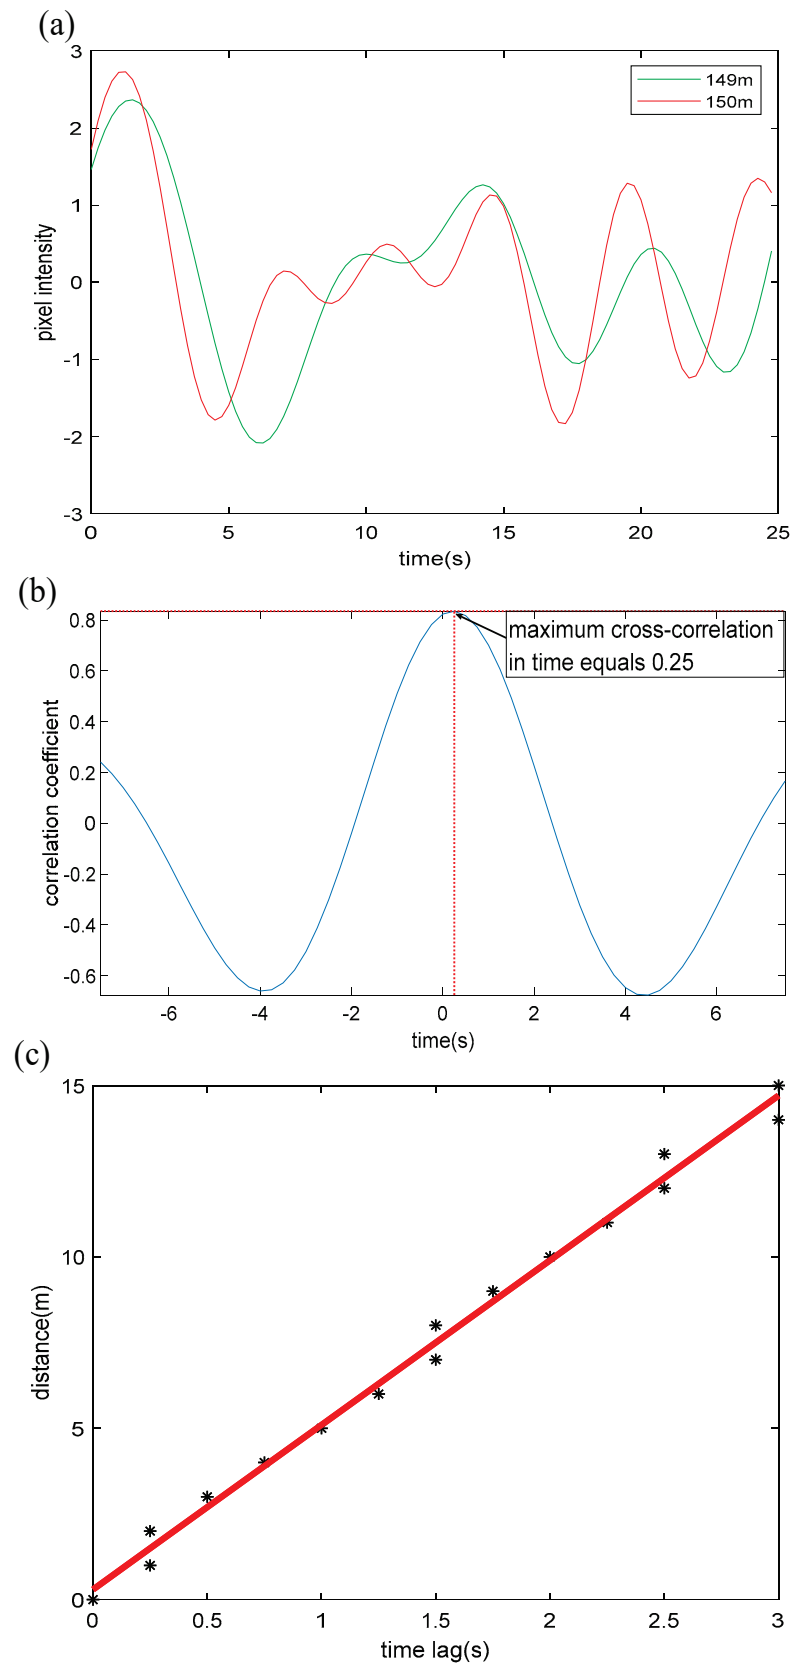 (a)
3
2
1
0
-1
-2
-3
pixel intensity
149m
150m
0 5 10 15 20 25
time(s)
(b)
0.8
0.6
0.4
0.2
0
-0.2
-0.4
-0.6
correlation coefficient
maximum cross-correlation
in time equals 0.25
-6 -4 -2 0 2 4 6
time(s)
(c)
15
10
5
0
distance(m)
0 0.5 1 1.5 2 2.5 3
time lag(s)